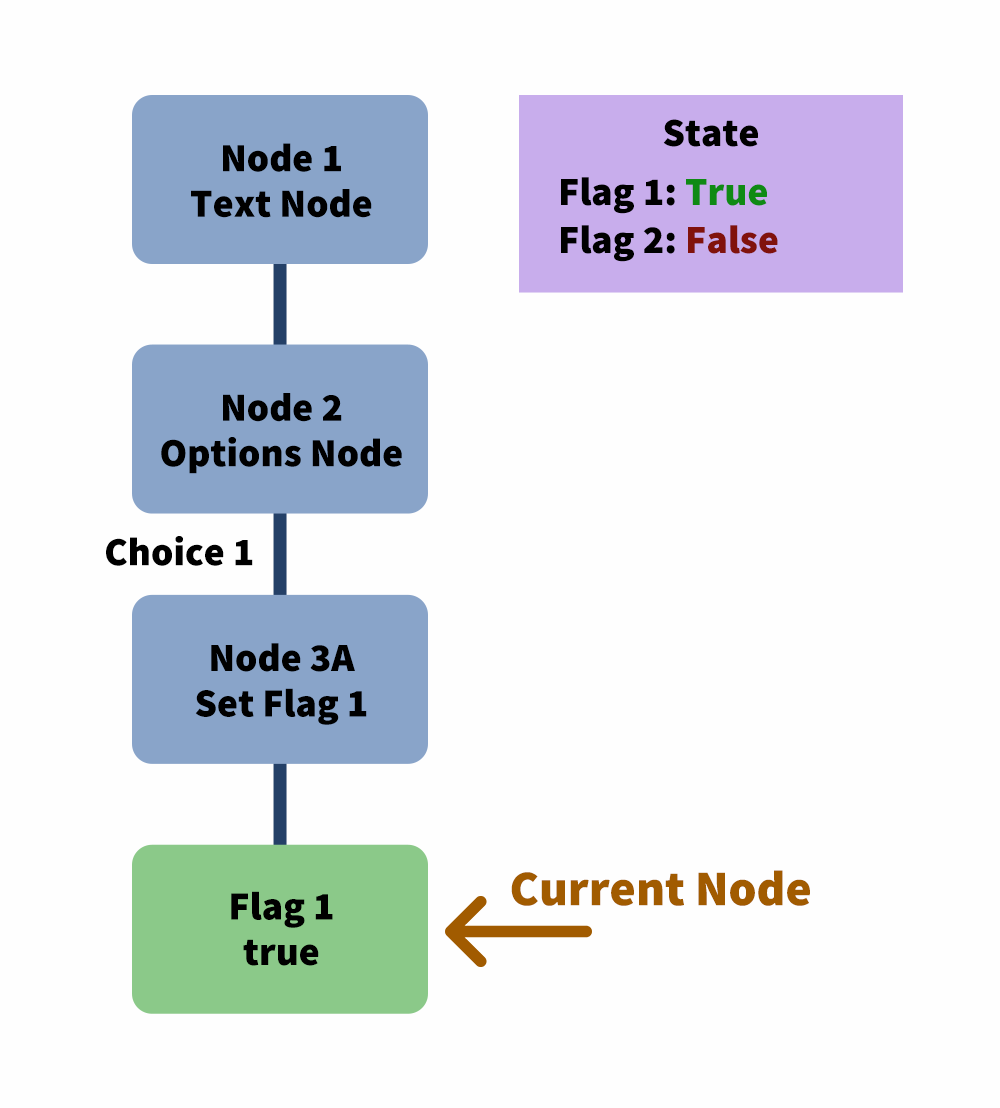 Node 1
Text Node
State
Flag 1: True
Flag 2: False
Node 2
Options Node
Choice 1
Node 3A
Set Flag 1
Flag 1
true
Current Node